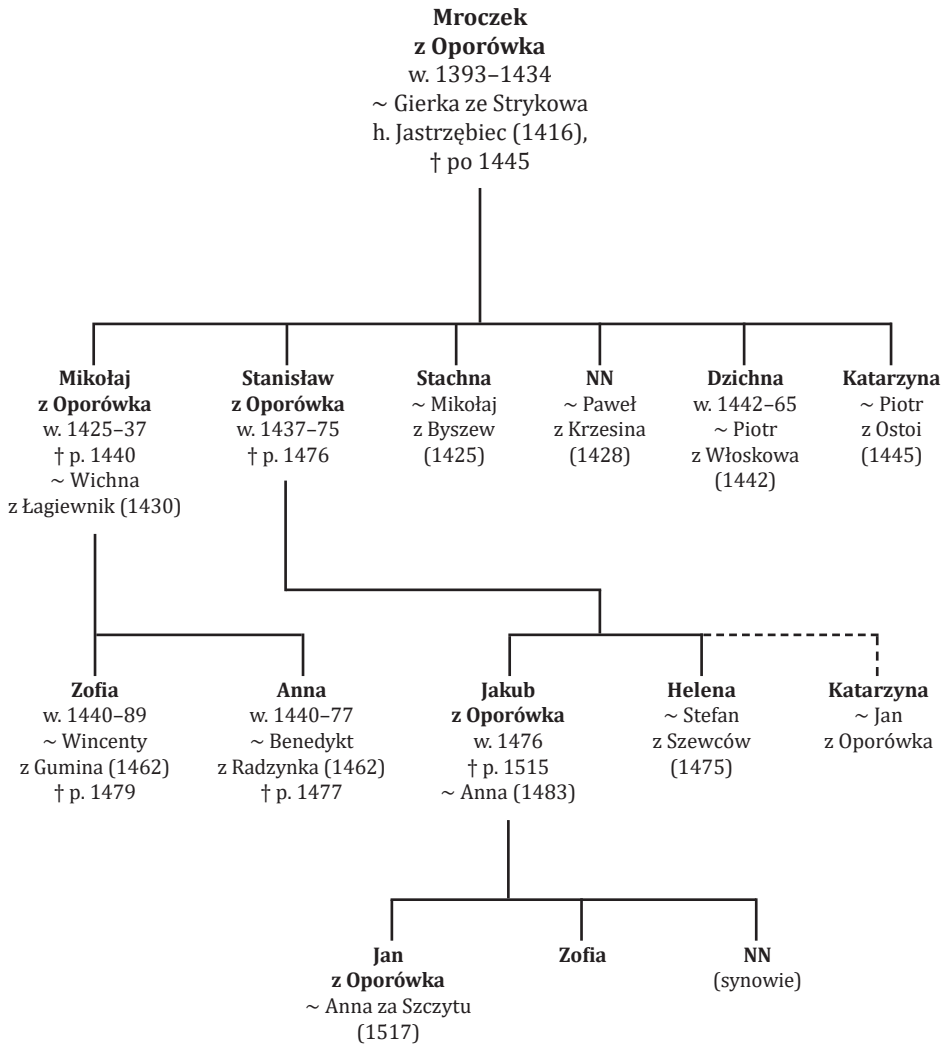 Mroczek
z Oporówka
w. 1393–1434
~ Gierka ze Strykowa
h. Jastrzębiec (1416),
† po 1445
Mikołaj
z Oporówka
w. 1425–37
† p. 1440
~ Wichna
z Łagiewnik (1430)
Stanisław
z Oporówka
w. 1437–75
† p. 1476
Stachna
~ Mikołaj
z Byszew
(1425)
NN
~ Paweł
z Krzesina
(1428)
Dzichna
w. 1442–65
~ Piotr
z Włoskowa
(1442)
Katarzyna
~ Piotr
z Ostoi
(1445)
Zofia
w. 1440–89
~ Wincenty
z Gumina (1462)
† p. 1479
Anna
w. 1440–77
~ Benedykt
z Radzynka (1462)
† p. 1477
Jakub
z Oporówka
w. 1476
† p. 1515
~ Anna (1483)
Helena
~ Stefan
z Szewców
(1475)
Katarzyna
~ Jan
z Oporówka
Jan
z Oporówka
~ Anna za Szczytu
(1517)
Zofia
NN
(synowie)